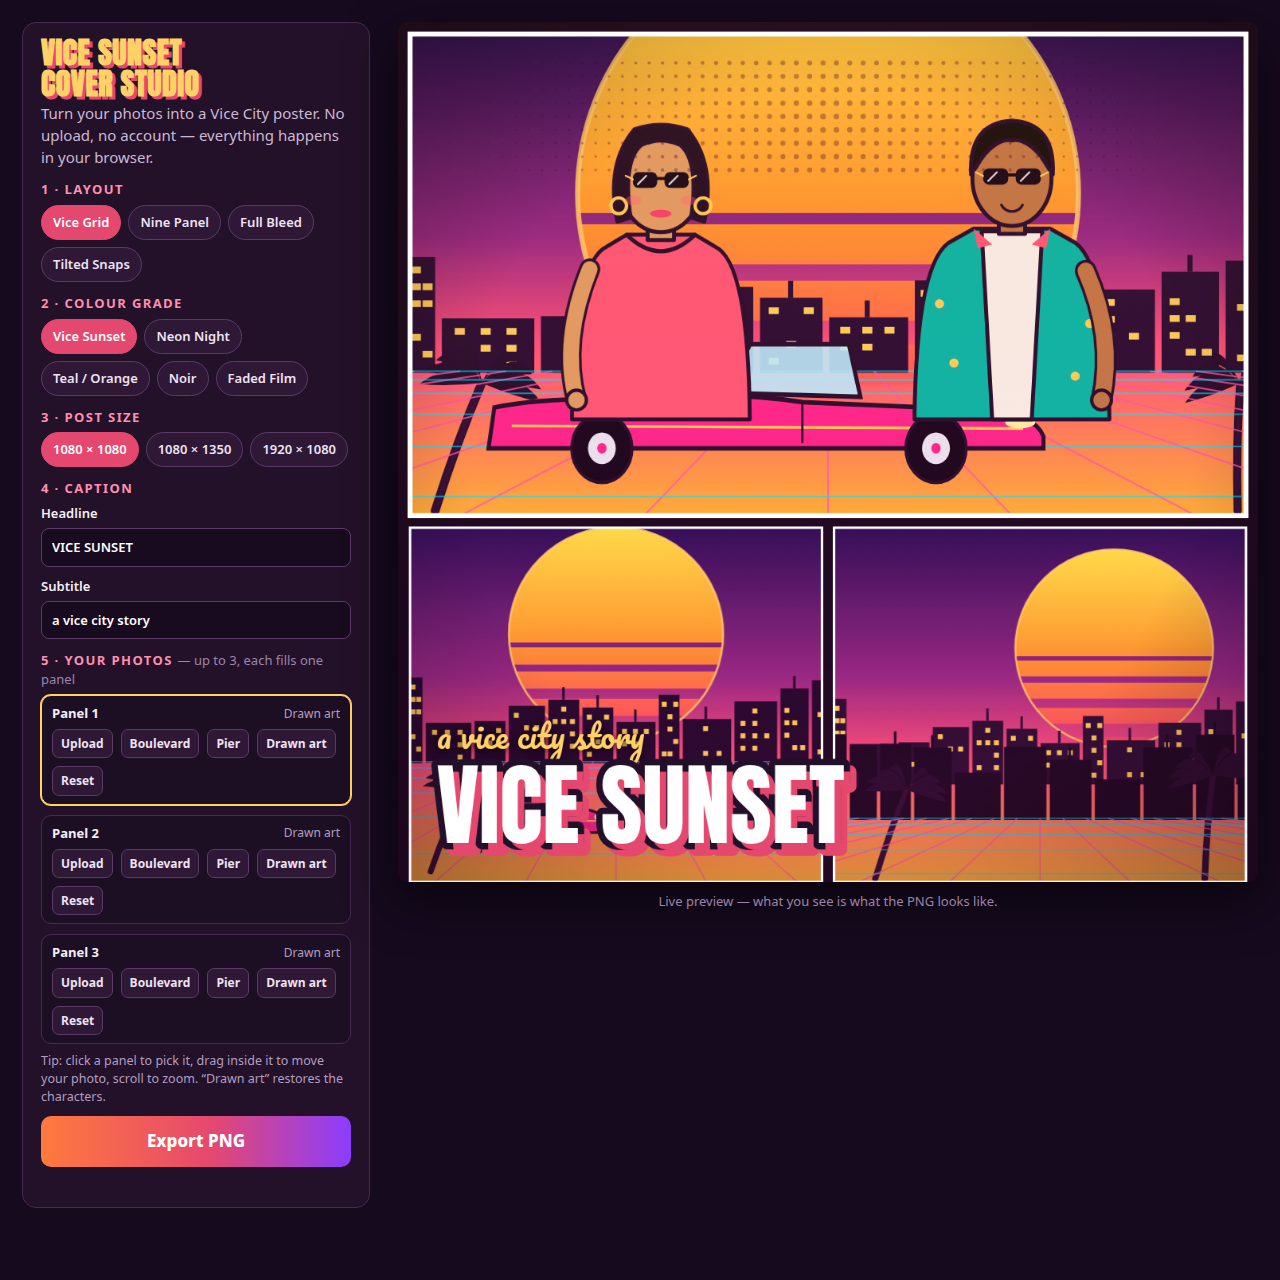 VICE SUNSET
COVER STUDIO
Turn your photos into a Vice City poster. No
upload, no account — everything happens
in your browser.
1 · LAYOUT
Vice Grid
Nine Panel
Full Bleed
Tilted Snaps
2 · COLOUR GRADE
Vice Sunset
Neon Night
Teal / Orange
Noir
Faded Film
3 · POST SIZE
1080 × 1080
1080 × 1350
1920 × 1080
4 · CAPTION
Headline
VICE SUNSET
Subtitle
a vice city story
5 · YOUR PHOTOS — up to 3, each fills one
panel
Panel 1
Drawn art
Upload
Boulevard
Pier
Drawn art
Reset
Panel 2
Drawn art
Upload
Boulevard
Pier
Drawn art
Reset
Panel 3
Drawn art
Upload
Boulevard
Pier
Drawn art
Reset
Tip: click a panel to pick it, drag inside it to move
your photo, scroll to zoom. “Drawn art” restores the
characters.
Export PNG
a vice city story
VICE SUNSET
Live preview — what you see is what the PNG looks like.